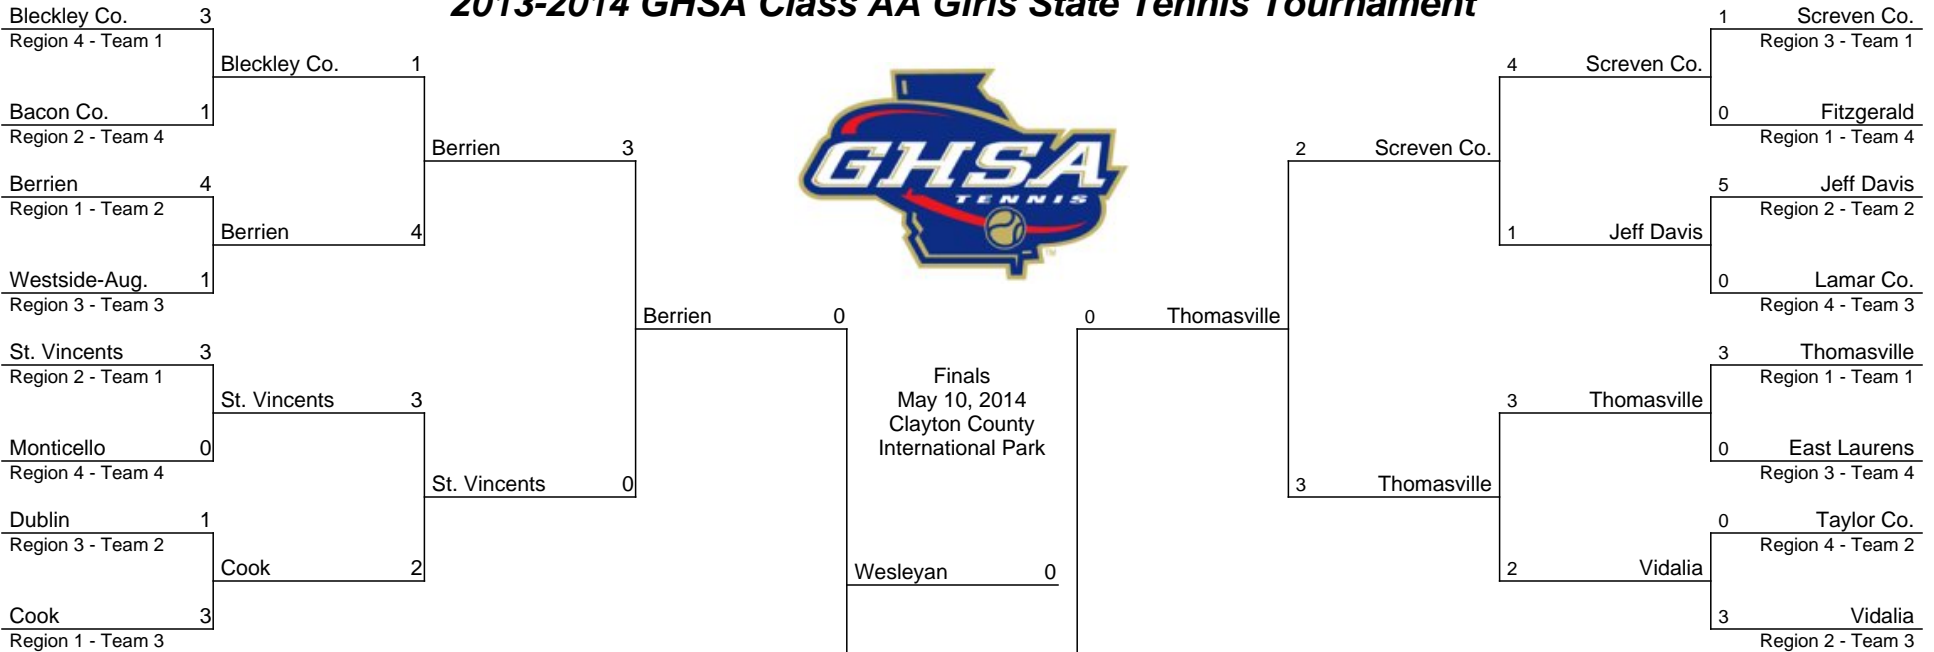 2013-2014 GHSA Class AA Girls State Tennis Tournament
Bleckley Co. 3
Region 4 - Team 1
Bleckley Co. 1
Bacon Co. 1
Region 2 - Team 4
Berrien 3
Berrien 4
Region 1 - Team 2
Berrien 4
Westside-Aug. 1
Region 3 - Team 3
Berrien 0
St. Vincents 3
Region 2 - Team 1
St. Vincents 3
Monticello 0
Region 4 - Team 4
St. Vincents 0
Dublin 1
Region 3 - Team 2
Cook 2
Cook 3
Region 1 - Team 3
GHSA
TENNIS
TM
Finals
May 10, 2014
Clayton County
International Park
Wesleyan 0
1 Screven Co.
Region 3 - Team 1
4 Screven Co.
0 Fitzgerald
Region 1 - Team 4
2 Screven Co.
5 Jeff Davis
Region 2 - Team 2
1 Jeff Davis
0 Lamar Co.
Region 4 - Team 3
0 Thomasville
3 Thomasville
Region 1 - Team 1
3 Thomasville
0 East Laurens
Region 3 - Team 4
3 Thomasville
0 Taylor Co.
Region 4 - Team 2
2 Vidalia
3 Vidalia
Region 2 - Team 3